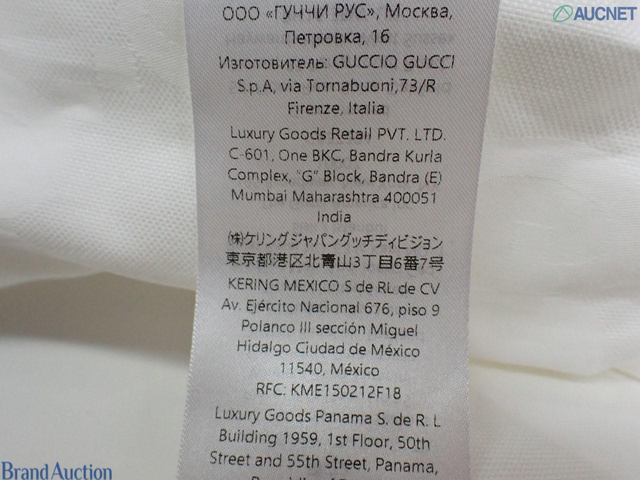 AUCNET
ООО «ГУЧЧИ РУС», Москва,
Петровка, 16
Изготовитель: GUCCIO GUCCI
S.p.A, via Tornabuoni,73/R
Firenze, Italia
Luxury Goods Retail PVT. LTD.
C-601, One BKC, Bandra Kurla
Complex, "G" Block, Bandra (E)
Mumbai Maharashtra 400051
India
㈱ケリングジャパングッチディビジョン
東京都港区北青山3丁目6番7号
KERING MEXICO S de RL de CV
Av. Ejército Nacional 676, piso 9
Polanco III sección Miguel
Hidalgo Ciudad de México
11540, México
RFC: KME150212F18
Luxury Goods Panama S. de R. L
Building 1959, 1st Floor, 50th
Street and 55th Street, Panama,
Brand Auction